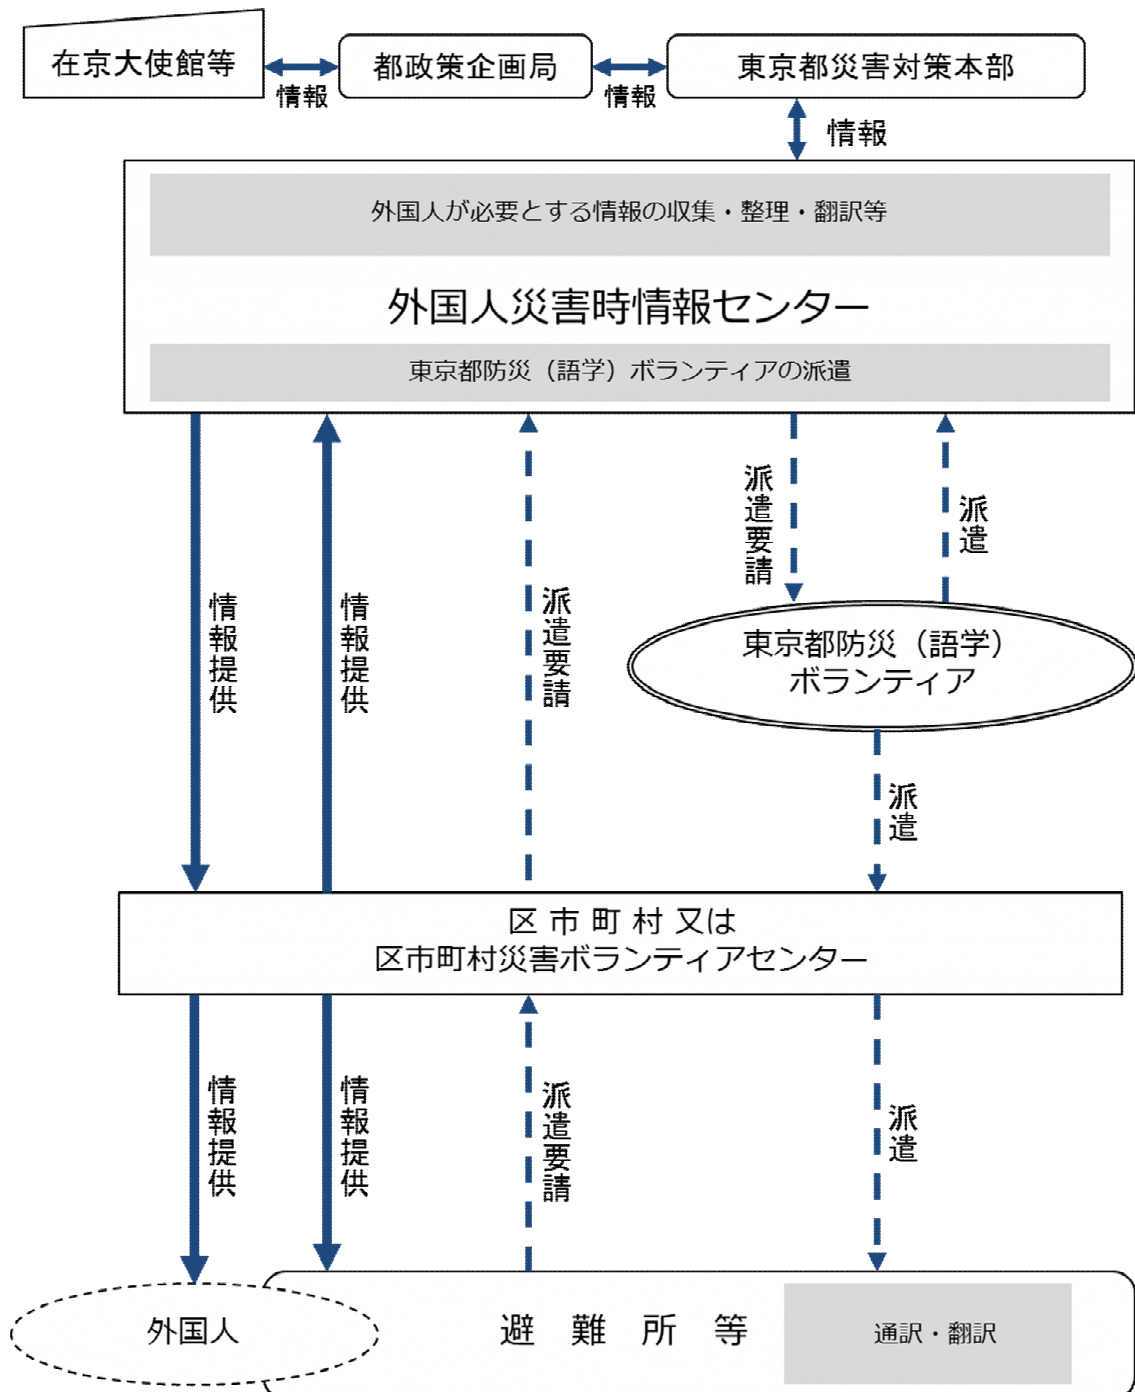 在京大使館等
都政策企画局
東京都災害対策本部
情報
情報
情報
外国人が必要とする情報の収集・整理・翻訳等
外国人災害時情報センター
東京都防災（語学）ボランティアの派遣
派遣要請
派遣
情報提供
情報提供
派遣要請
東京都防災（語学）
ボランティア
派遣
区市町村又は
区市町村災害ボランティアセンター
情報提供
情報提供
派遣要請
派遣
外国人
避難所等
通訳・翻訳